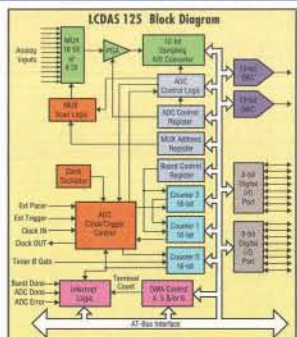 LCDAS 125 Block Diagram
Analog
Inputs
MUX
16 SE
or
8 DI
PGA
12-bit
Sampling
A/D Converter
12-bit
DAC
12-bit
DAC
MUX
Scan Logic
ADC
Control Logic
ADC Control
Register
MUX Address
Register
Board Control
Register
Clock
Oscillator
8-bit
Digital
I/O
Port
8-bit
Digital
I/O
Port
Counter 2
16-bit
Counter 1
16-bit
Counter 0
16-bit
Ext Pacer
Ext Trigger
Clock IN
Clock OUT
ADC
Clock/Trigger
Control
Timer Ø Gate
Terminal
Count
Burst Done
ADC Done
ADC Error
Interrupt
Logic
DMA Control
AT-Bus Interface